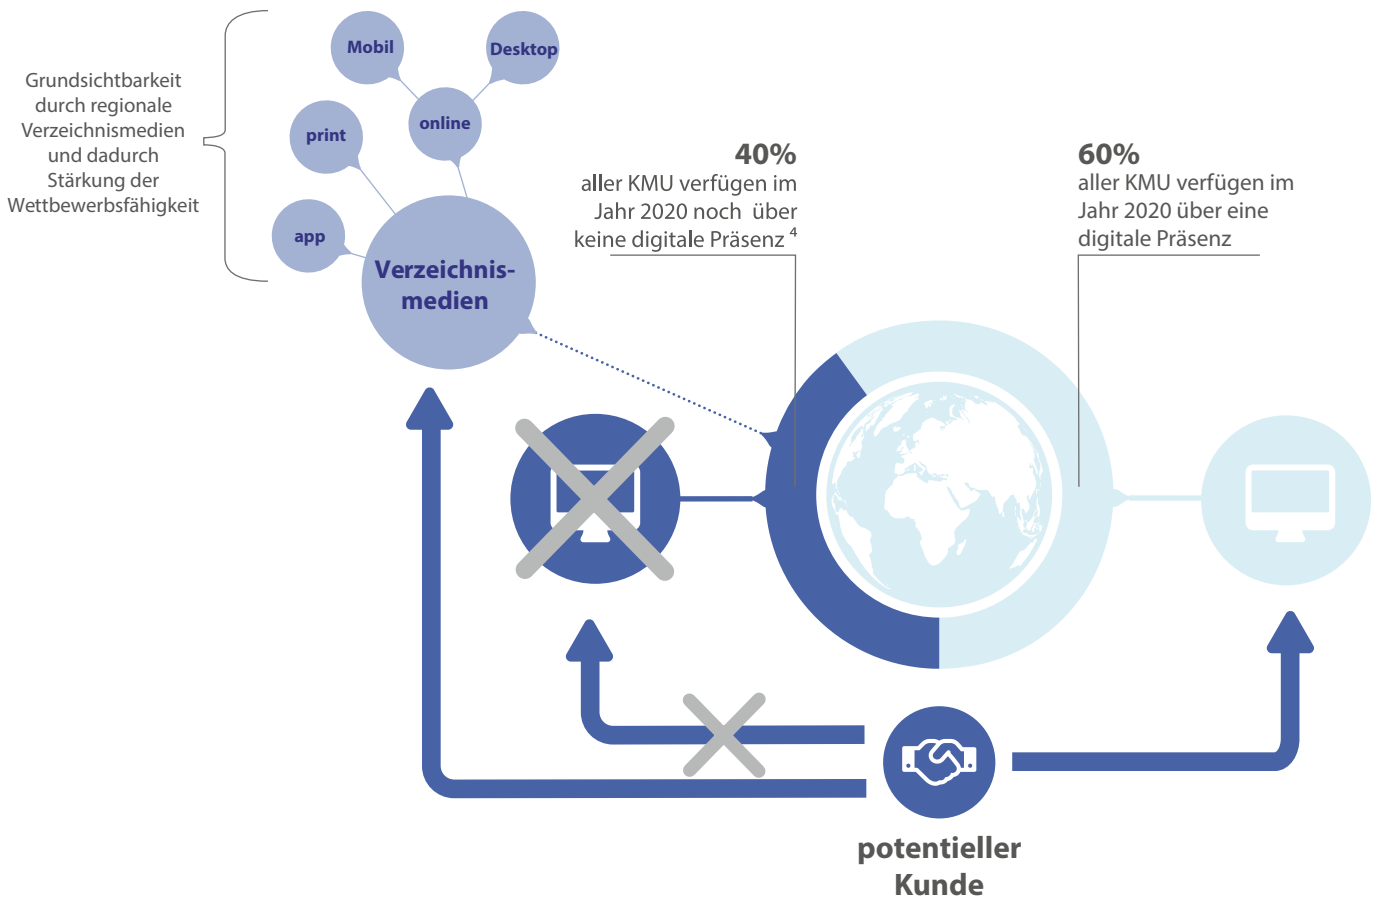 Grundsichtbarkeit
durch regionale
Verzeichnismedien
und dadurch
Stärkung der
Wettbewerbsfähigkeit
Mobil
Desktop
print
online
app
Verzeichnis-
medien
40%
aller KMU verfügen im
Jahr 2020 noch über
keine digitale Präsenz ⁴
60%
aller KMU verfügen im
Jahr 2020 über eine
digitale Präsenz
potentieller
Kunde